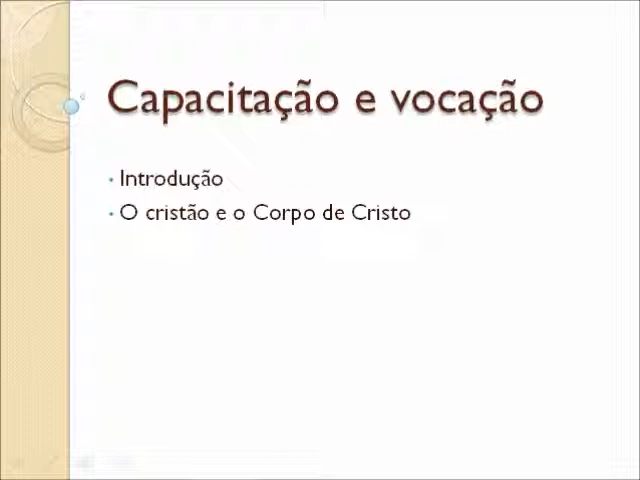 Capacitação e vocação
• Introdução
• O cristão e o Corpo de Cristo